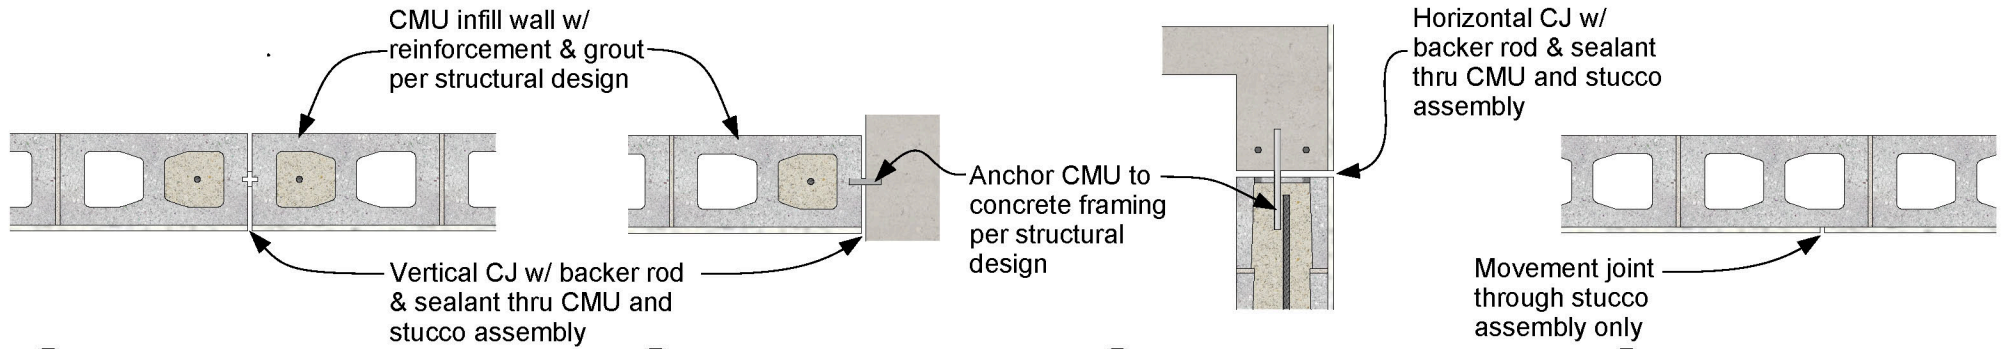 CMU infill wall w/
reinforcement & grout
per structural design
Vertical CJ w/ backer rod
& sealant thru CMU and
stucco assembly
Anchor CMU to
concrete framing
per structural
design
Horizontal CJ w/
backer rod & sealant
thru CMU and stucco
assembly
Movement joint
through stucco
assembly only